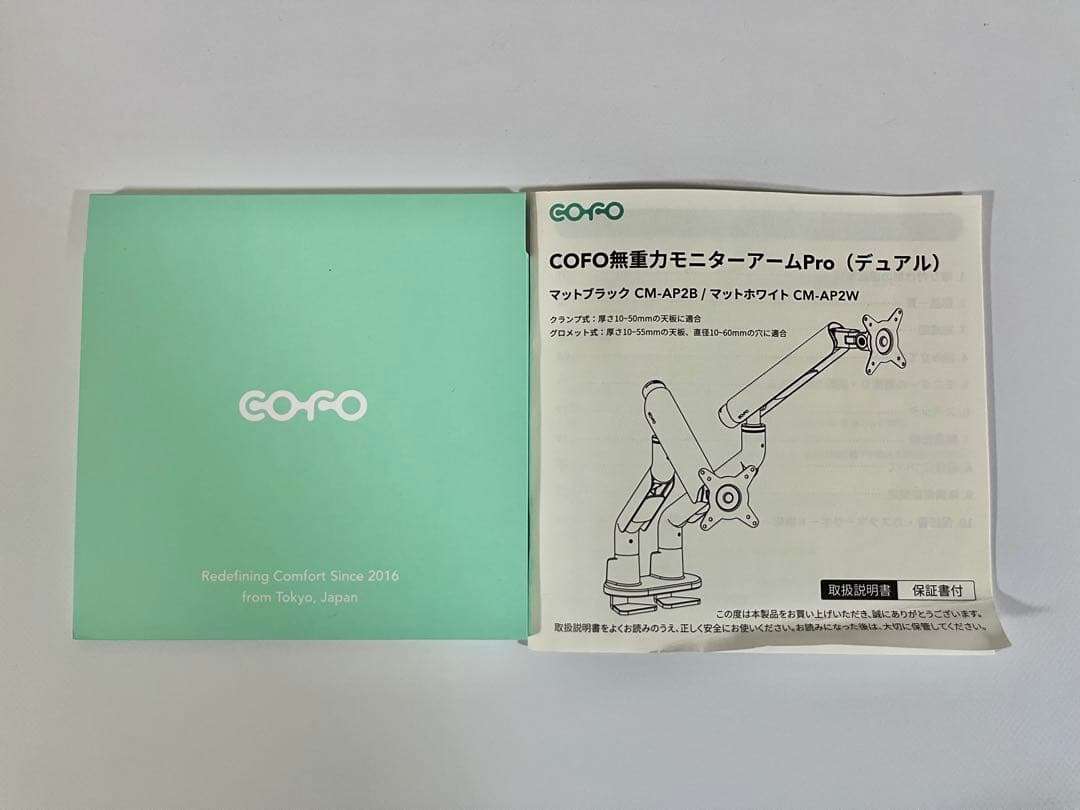 COFO
Redefining Comfort Since 2016
from Tokyo, Japan
COFO
COFO無重力モニターアームPro（デュアル）
マットブラック CM-AP2B / マットホワイト CM-AP2W
クランプ式：厚さ10-50mmの天板に適合
グロメット式：厚さ10-55mmの天板、直径10-60mmの穴に適合
取扱説明書 保証書付
この度は本製品をお買い上げいただき、誠にありがとうございます。
取扱説明書をよくお読みのうえ、正しく安全にお使いください。お読みになった後は、大切に保管してください。